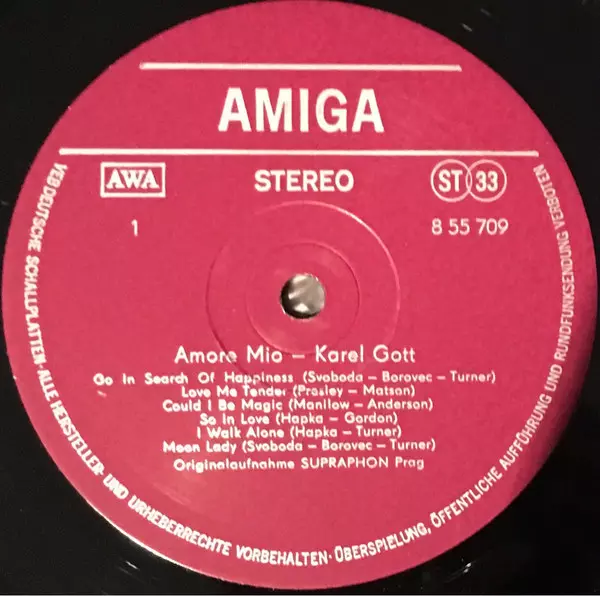 AMIGA
AWA
STEREO
ST 33
1
8 55 709
Amore Mio – Karel Gott
Go In Search Of Happiness (Svoboda – Borovec – Turner)
Love Me Tender (Presley – Matson)
Could I Be Magic (Manilow – Anderson)
So In Love (Hapka – Gordon)
I Walk Alone (Hapka – Turner)
Moon Lady (Svoboda – Borovec – Turner)
Originalaufnahme SUPRAPHON Prag
VEB DEUTSCHE SCHALLPLATTEN · ALLE HERSTELLER- UND URHEBERRECHTE VORBEHALTEN · ÜBERSPIELUNG, ÖFFENTLICHE AUFFÜHRUNG UND RUNDFUNKSENDUNG VERBOTEN